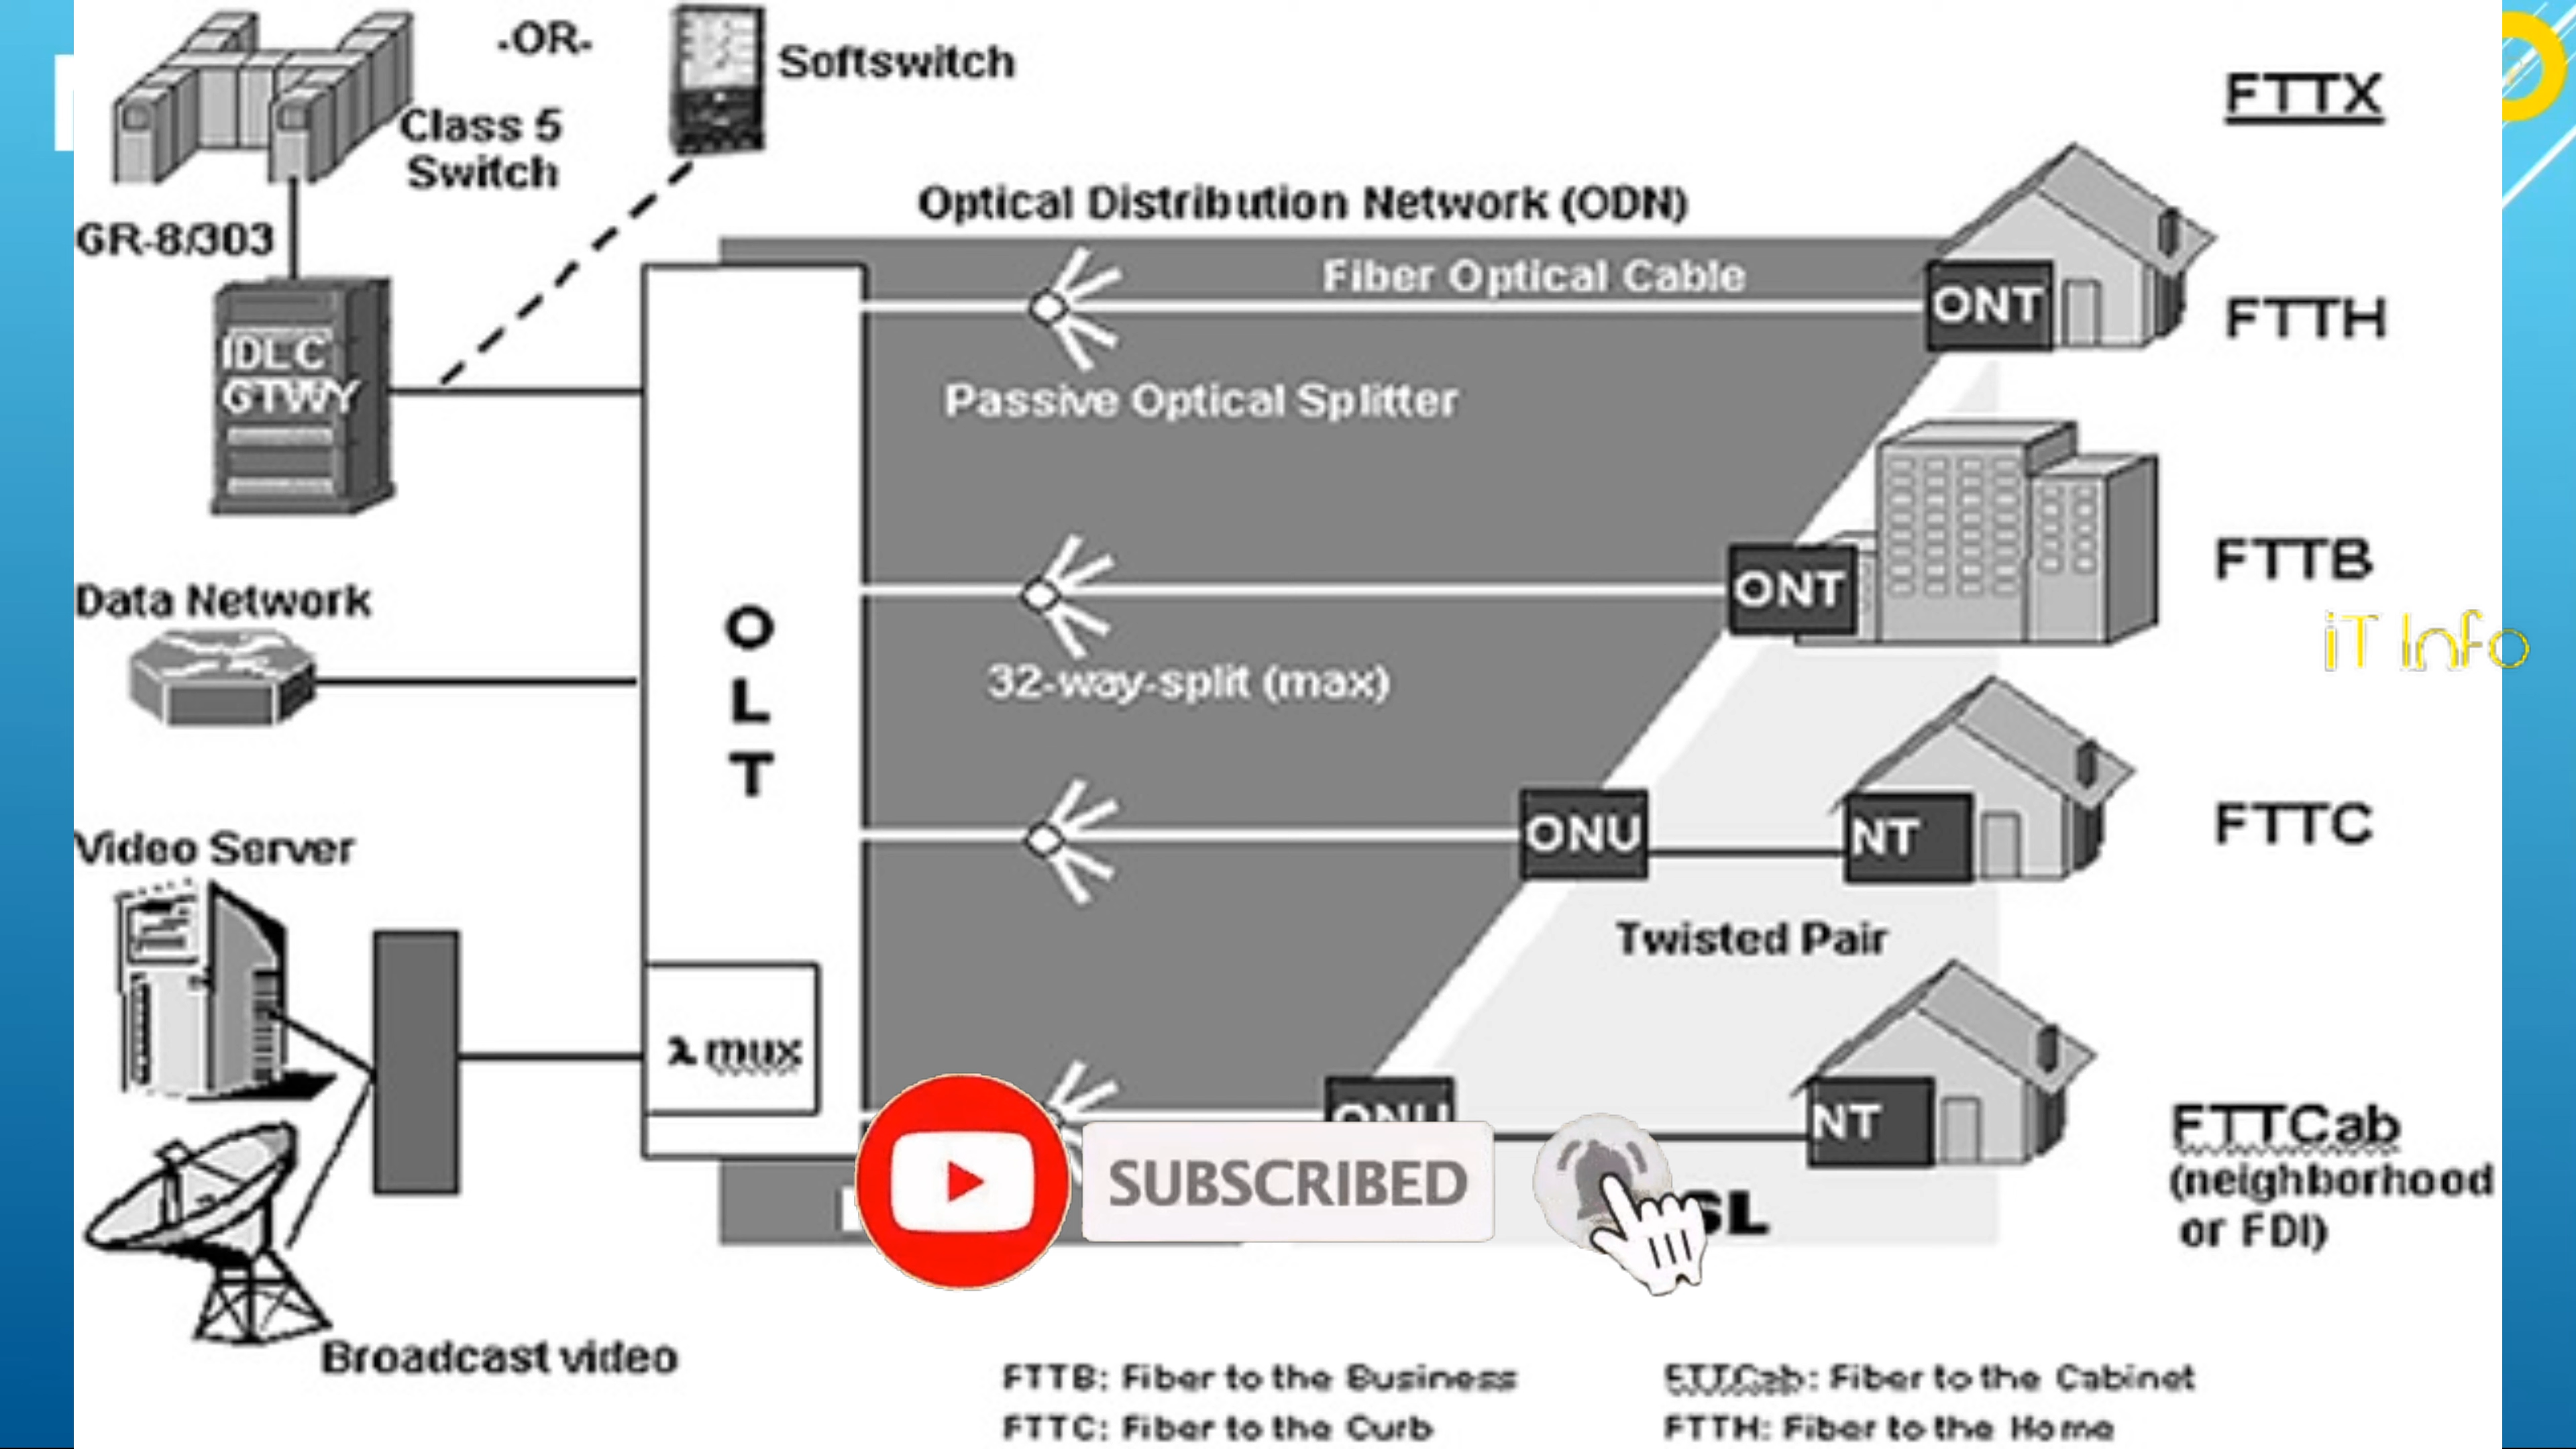 -OR-
Softswitch
FTTX
Class 5
Switch
Optical Distribution Network (ODN)
GR-8/303
Fiber Optical Cable
ONT
FTTH
IDLC
GTWY
Passive Optical Splitter
FTTB
ONT
Data Network
O
L
T
iT Info
32-way-split (max)
ONU
NT
FTTC
Video Server
Twisted Pair
λ mux
ONU
NT
FTTCab
(neighborhood
or FDI)
SUBSCRIBED
SL
Broadcast video
FTTB: Fiber to the Business
FTTCab: Fiber to the Cabinet
FTTC: Fiber to the Curb
FTTH: Fiber to the Home